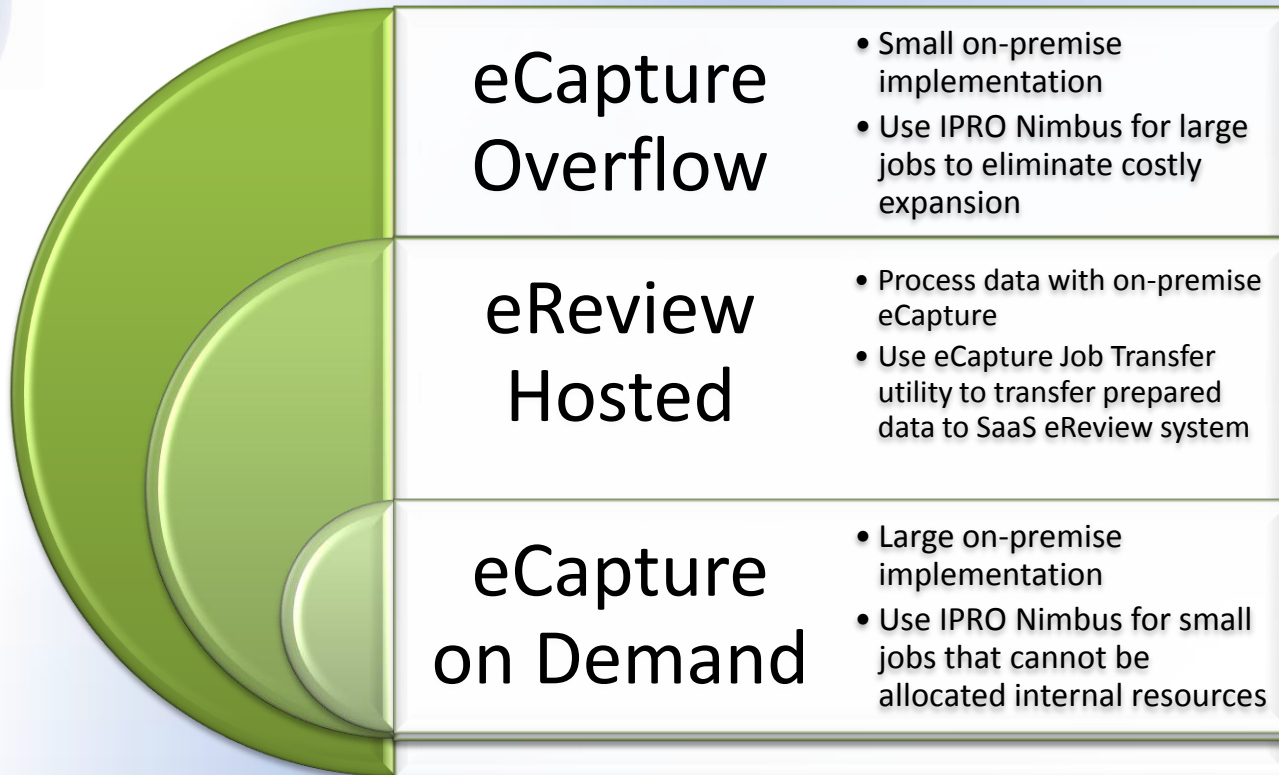 eCapture
Overflow
• Small on-premise
implementation
• Use IPRO Nimbus for large
jobs to eliminate costly
expansion
eReview
Hosted
• Process data with on-premise
eCapture
• Use eCapture Job Transfer
utility to transfer prepared
data to SaaS eReview system
eCapture
on Demand
• Large on-premise
implementation
• Use IPRO Nimbus for small
jobs that cannot be
allocated internal resources